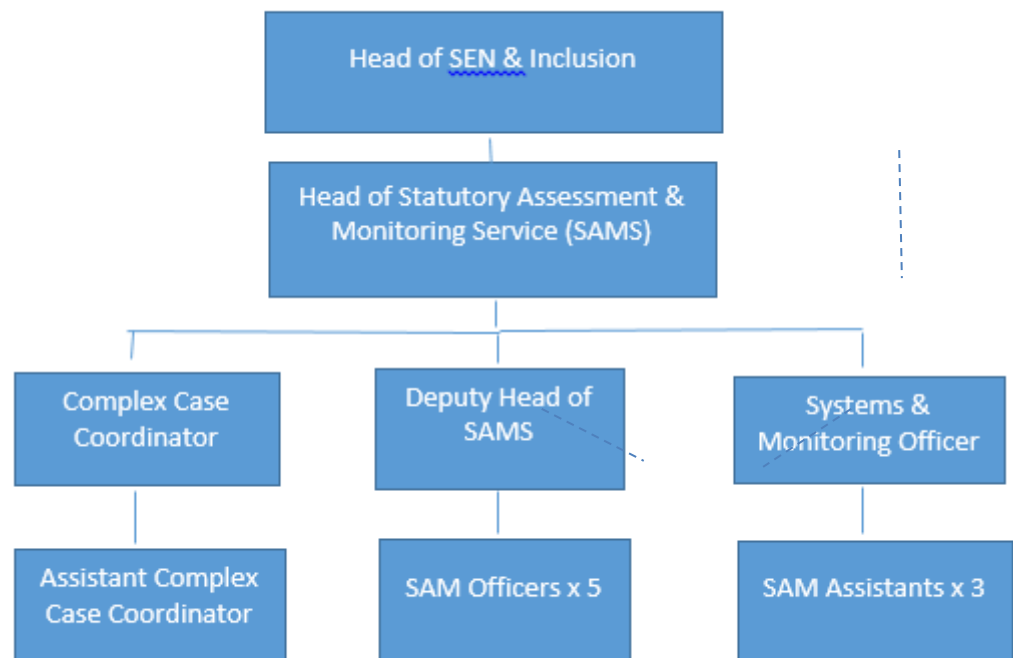 Head of SEN & Inclusion
Head of Statutory Assessment &
Monitoring Service (SAMS)
Complex Case
Coordinator
Deputy Head of
SAMS
Systems &
Monitoring Officer
Assistant Complex
Case Coordinator
SAM Officers x 5
SAM Assistants x 3